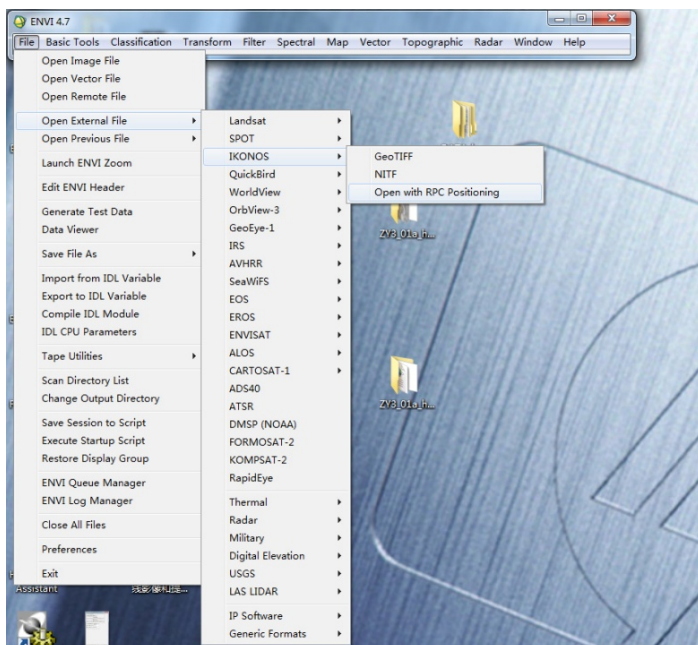 ENVI 4.7
File Basic Tools Classification Transform Filter Spectral Map Vector Topographic Radar Window Help
Open Image File
Open Vector File
Open Remote File
Open External File
Open Previous File
Launch ENVI Zoom
Edit ENVI Header
Generate Test Data
Data Viewer
Save File As
Import from IDL Variable
Export to IDL Variable
Compile IDL Module
IDL CPU Parameters
Tape Utilities
Scan Directory List
Change Output Directory
Save Session to Script
Execute Startup Script
Restore Display Group
ENVI Queue Manager
ENVI Log Manager
Close All Files
Preferences
Exit
Landsat
SPOT
IKONOS
QuickBird
WorldView
OrbView-3
GeoEye-1
IRS
AVHRR
SeaWiFS
EOS
EROS
ENVISAT
ALOS
CARTOSAT-1
ADS40
ATSR
DMSP (NOAA)
FORMOSAT-2
KOMPSAT-2
RapidEye
Thermal
Radar
Military
Digital Elevation
USGS
LAS LIDAR
IP Software
Generic Formats
GeoTIFF
NITF
Open with RPC Positioning
ZY3_01a_h...
ZY3_01a_h...
Assistant